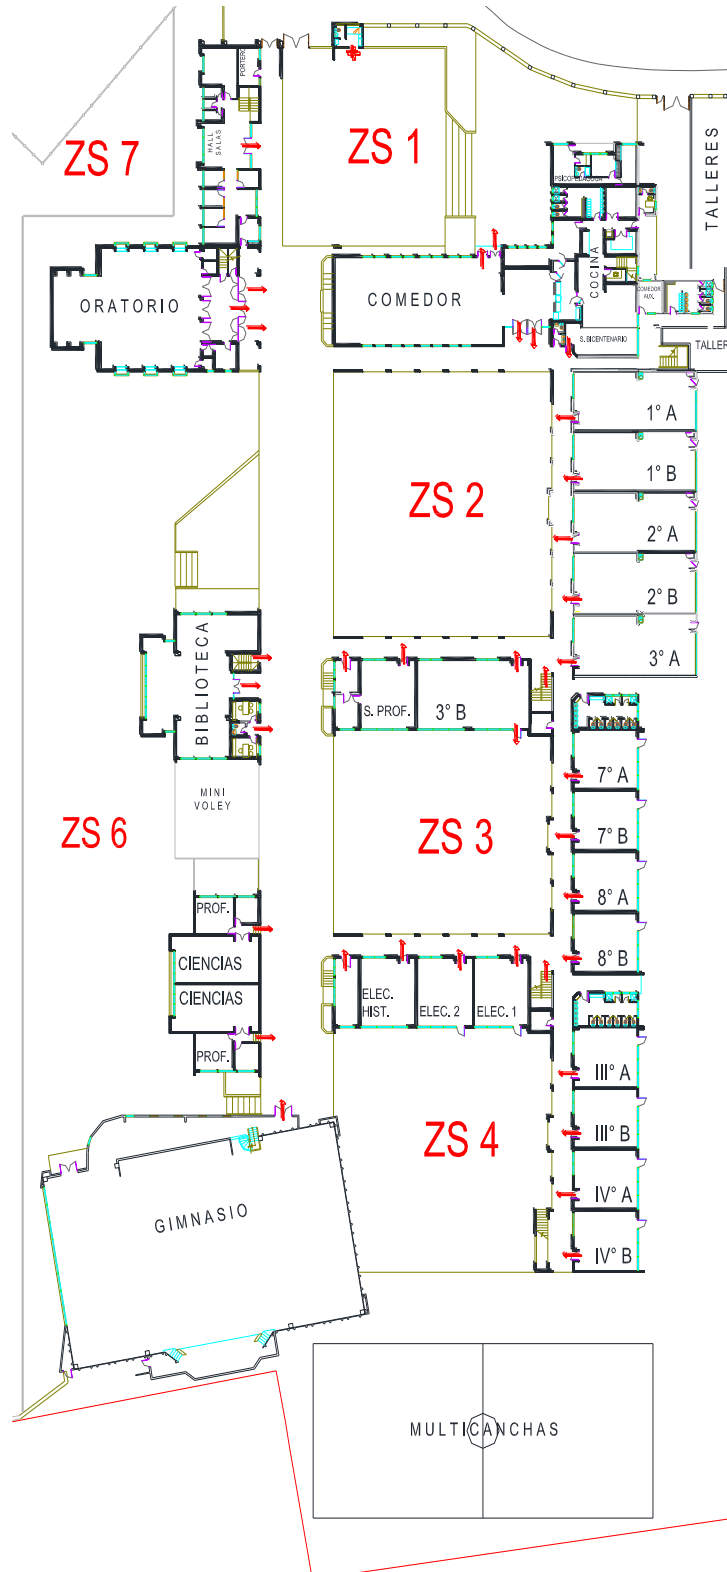 PORTERO
HALL
SALAS
ZS 7
ZS 1
TALLERES
PSICOPEDAGOGA
COCINA
ORATORIO
COMEDOR
COMEDOR
AUX.
S. BICENTENARIO
TALLER
1° A
1° B
ZS 2
2° A
2° B
3° A
BIBLIOTECA
S. PROF.
3° B
7° A
MINI
VOLEY
ZS 6
ZS 3
7° B
8° A
PROF.
8° B
CIENCIAS
CIENCIAS
ELEC.
HIST.
ELEC. 2
ELEC. 1
PROF.
III° A
ZS 4
III° B
IV° A
GIMNASIO
IV° B
MULTICANCHAS